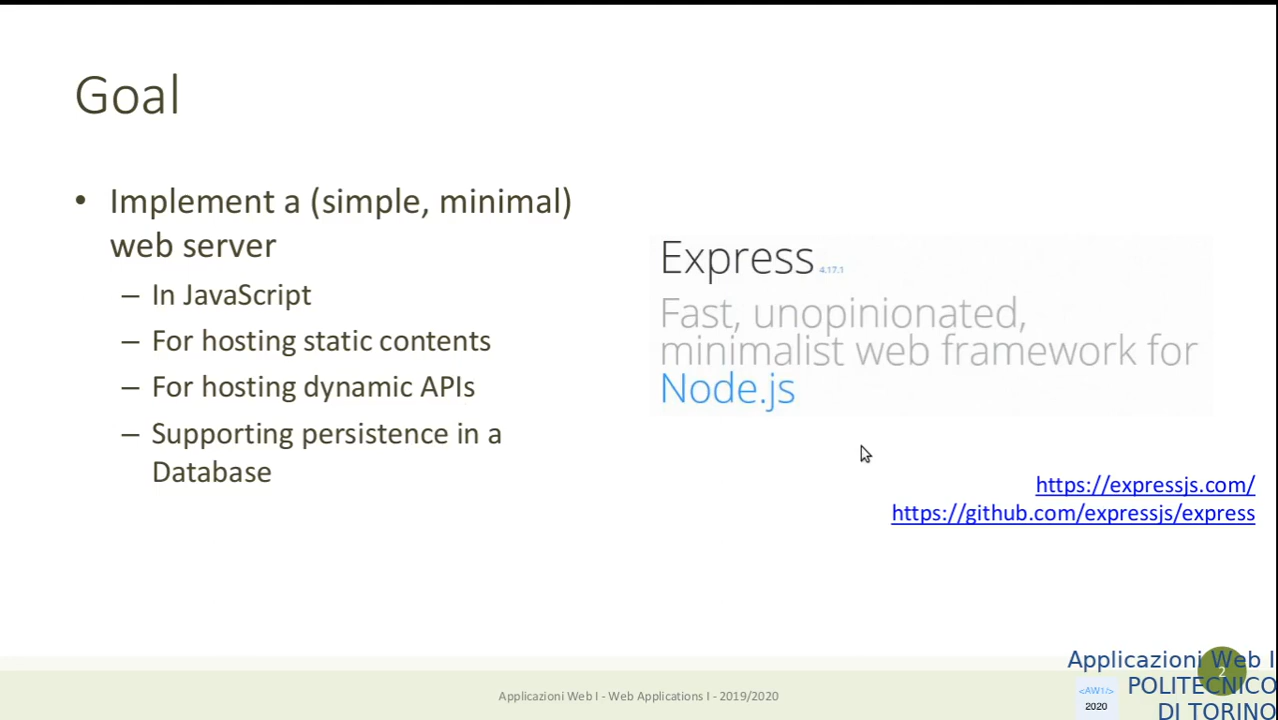 Goal
• Implement a (simple, minimal)
web server
– In JavaScript
– For hosting static contents
– For hosting dynamic APIs
– Supporting persistence in a
Database
Express 4.17.1
Fast, unopinionated,
minimalist web framework for
Node.js
https://expressjs.com/
https://github.com/expressjs/express
Applicazioni Web I - Web Applications I - 2019/2020
2
<AW1/>
2020
Applicazioni Web I
POLITECNICO
DI TORINO